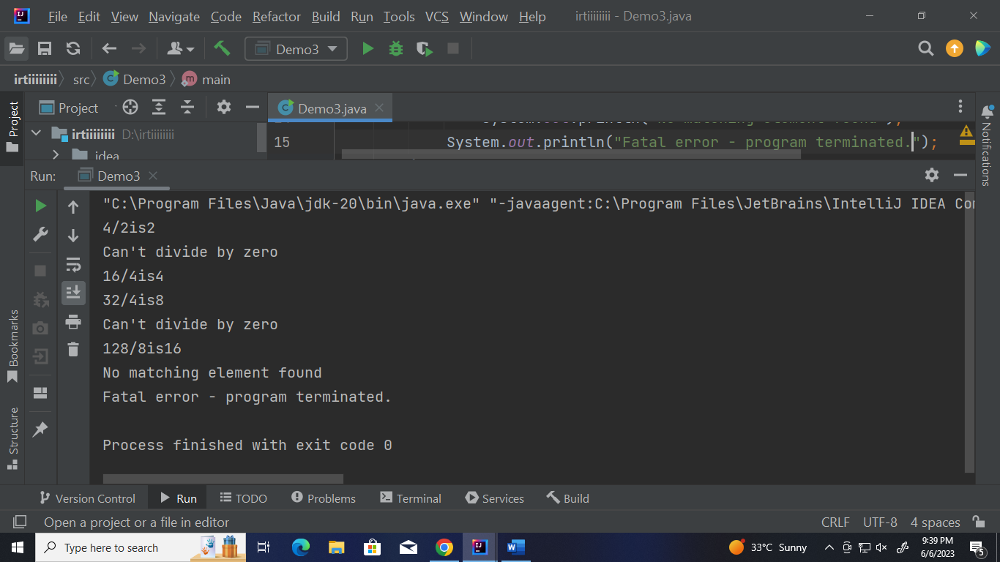 File Edit View Navigate Code Refactor Build Run Tools VCS Window Help irtiiiiiiii - Demo3.java
Demo3
irtiiiiiiii src Demo3 main
Project Demo3.java
irtiiiiiiii D:\irtiiiiiiii
idea
15 System.out.println("Fatal error - program terminated.");
Run: Demo3
"C:\Program Files\Java\jdk-20\bin\java.exe" "-javaagent:C:\Program Files\JetBrains\IntelliJ IDEA Com
4/2is2
Can't divide by zero
16/4is4
32/4is8
Can't divide by zero
128/8is16
No matching element found
Fatal error - program terminated.
Process finished with exit code 0
Project
Bookmarks
Structure
Notifications
Version Control Run TODO Problems Terminal Services Build
Open a project or a file in editor CRLF UTF-8 4 spaces
Type here to search 33°C Sunny 9:39 PM
6/6/2023 5